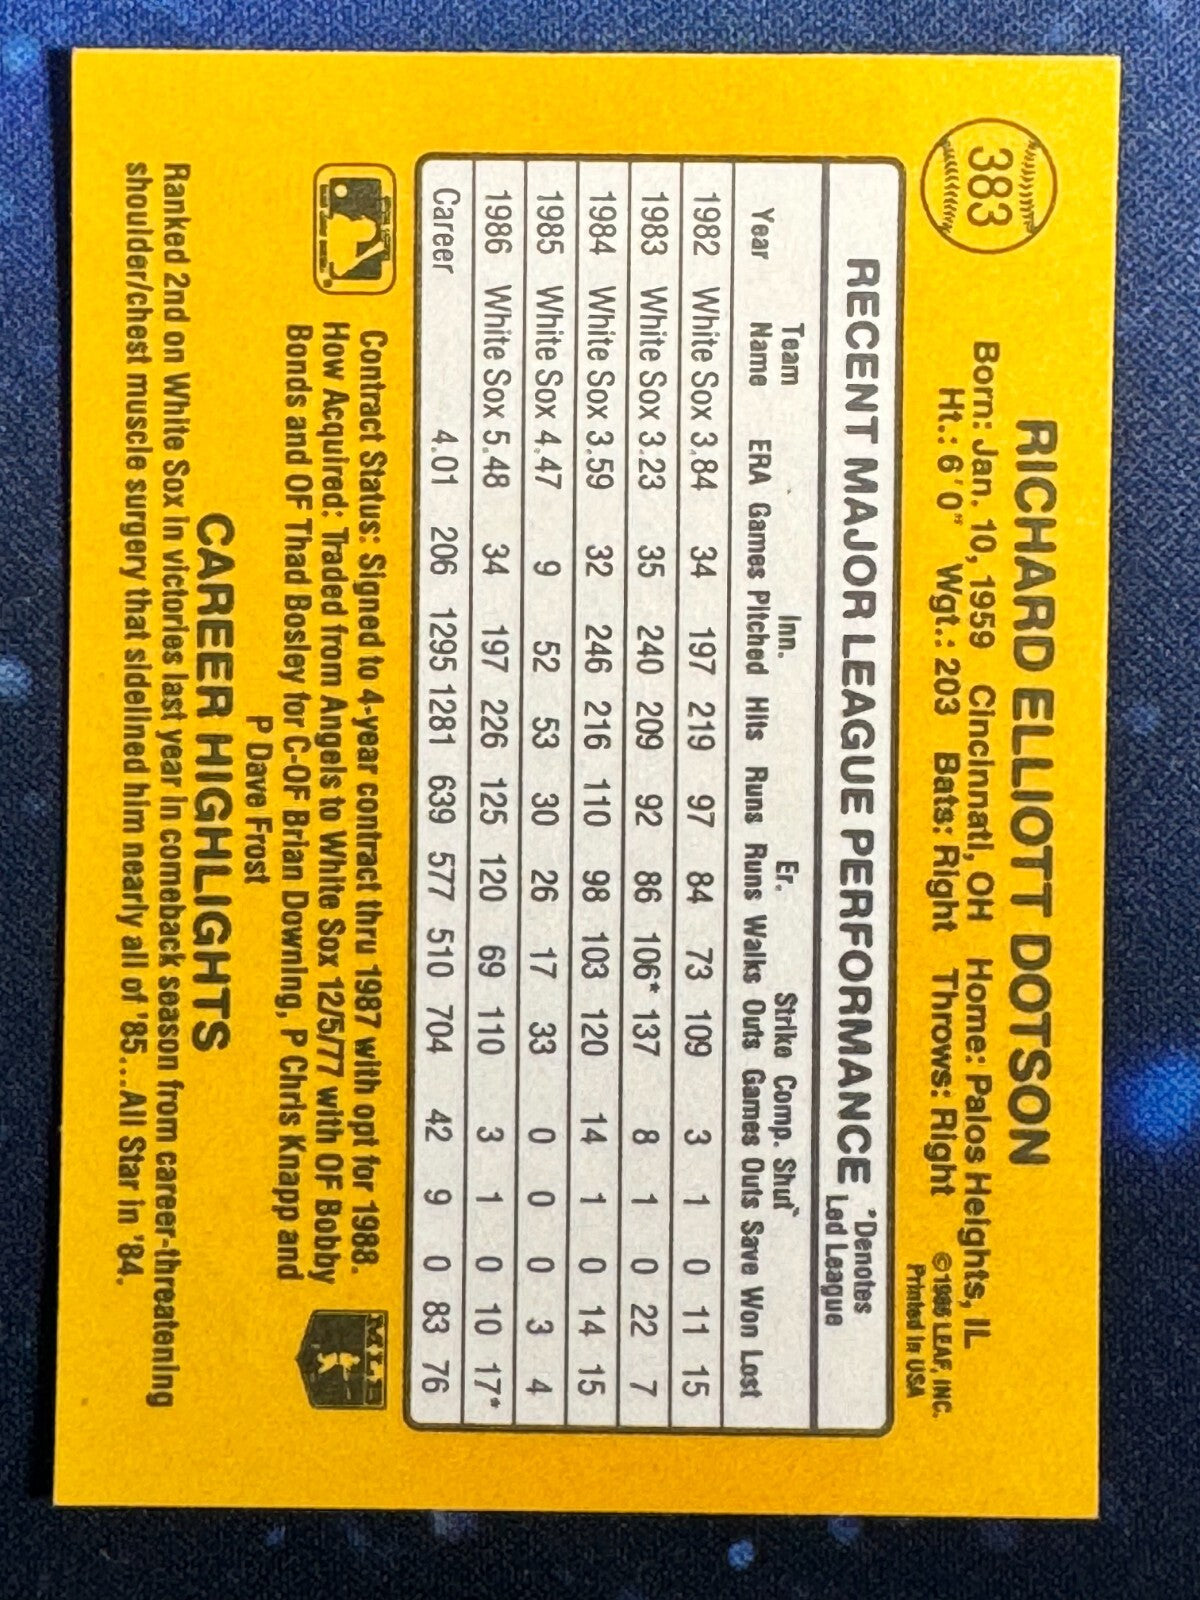 383
RICHARD ELLIOTT DOTSON
Born: Jan. 10, 1959 Cincinnati, OH Home: Palos Heights, IL
Ht.: 6'0" Wgt.: 203 Bats: Right Throws: Right
©1986 LEAF, INC.
Printed in USA
RECENT MAJOR LEAGUE PERFORMANCE *Denotes Led League
Year Team Name ERA Games Inn. Pitched Hits Runs Er. Runs Walks Strike Outs Comp. Games Shut Outs Save Won Lost
1982 White Sox 3.84 34 197 219 97 84 73 109 3 1 0 11 15
1983 White Sox 3.23 35 240 209 92 86 106* 137 8 1 0 22 7
1984 White Sox 3.59 32 246 216 110 98 103 120 14 1 0 14 15
1985 White Sox 4.47 9 52 53 30 26 17 33 0 0 0 3 4
1986 White Sox 5.48 34 197 226 125 120 69 110 3 1 0 10 17*
Career 4.01 206 1295 1281 639 577 510 704 42 9 0 83 76
Contract Status: Signed to 4-year contract thru 1987 with opt for 1988.
How Acquired: Traded from Angels to White Sox 12/5/77 with OF Bobby
Bonds and OF Thad Bosley for C-OF Brian Downing, P Chris Knapp and
P Dave Frost
MLB
CAREER HIGHLIGHTS
Ranked 2nd on White Sox in victories last year in comeback season from career-threatening
shoulder/chest muscle surgery that sidelined him nearly all of '85...All Star in '84.